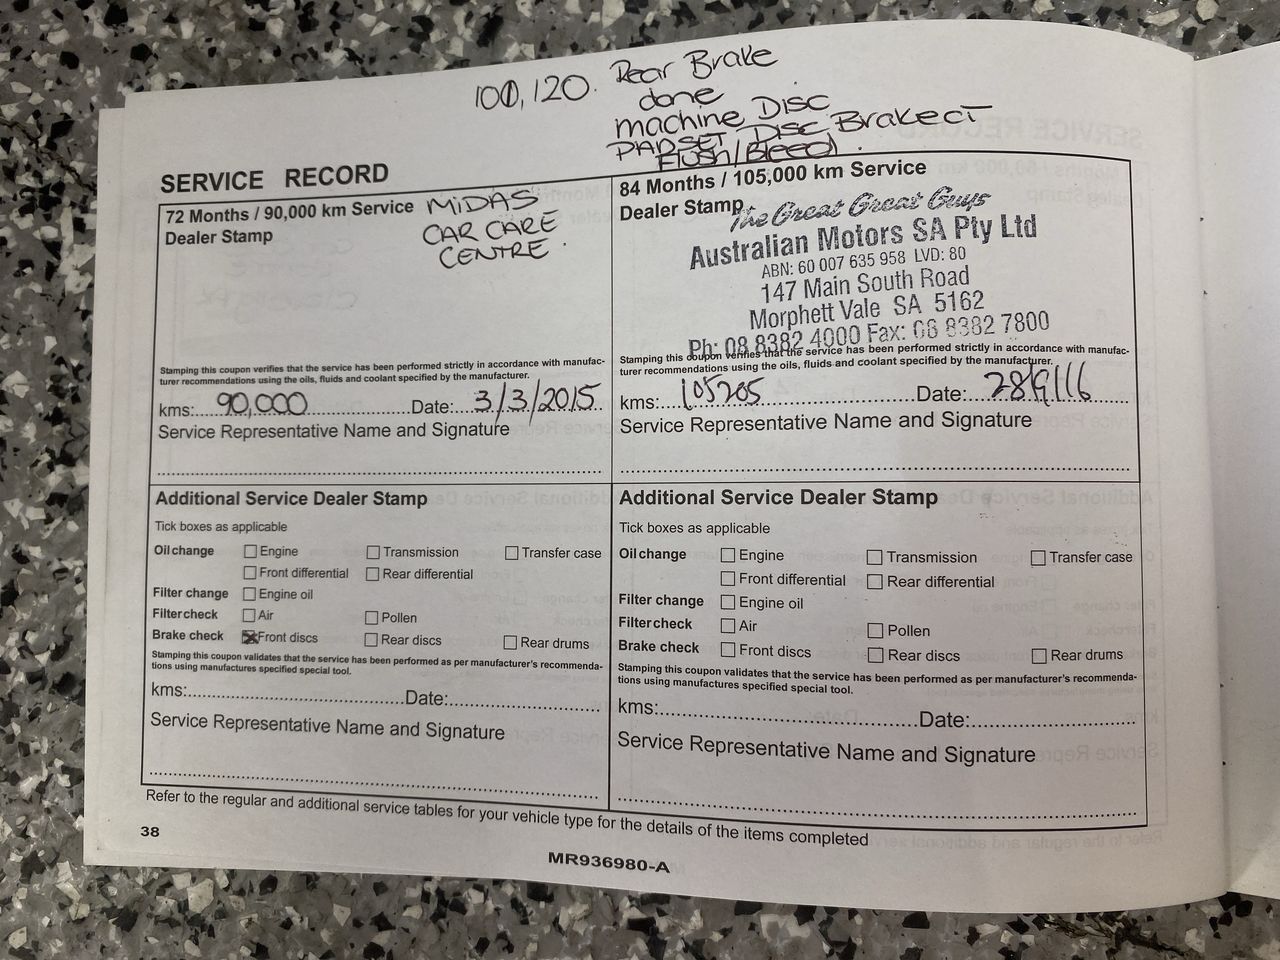 100,120. Rear Brake
done
machine DISC
PADSET DISC Brakect
Flush/Bleed.
SERVICE RECORD
72 Months / 90,000 km Service
Dealer Stamp
MIDAS
CAR CARE
CENTRE.
Stamping this coupon verifies that the service has been performed strictly in accordance with manufac-
turer recommendations using the oils, fluids and coolant specified by the manufacturer.
kms: 90,000 Date: 3/3/2015
Service Representative Name and Signature
84 Months / 105,000 km Service
Dealer Stamp
The Great Great Guys
Australian Motors SA Pty Ltd
ABN: 60 007 635 958 LVD: 80
147 Main South Road
Morphett Vale SA 5162
Ph: 08 8382 4000 Fax: 08 8382 7800
Stamping this coupon verifies that the service has been performed strictly in accordance with manufac-
turer recommendations using the oils, fluids and coolant specified by the manufacturer.
kms: 105205 Date: 28/9/16
Service Representative Name and Signature
Additional Service Dealer Stamp
Tick boxes as applicable
Oil change Engine Transmission Transfer case
Front differential Rear differential
Filter change Engine oil
Filter check Air Pollen
Brake check Front discs Rear discs Rear drums
Stamping this coupon validates that the service has been performed as per manufacturer's recommenda-
tions using manufactures specified special tool.
kms: Date:
Service Representative Name and Signature
Additional Service Dealer Stamp
Tick boxes as applicable
Oil change Engine Transmission Transfer case
Front differential Rear differential
Filter change Engine oil
Filter check Air Pollen
Brake check Front discs Rear discs Rear drums
Stamping this coupon validates that the service has been performed as per manufacturer's recommenda-
tions using manufactures specified special tool.
kms: Date:
Service Representative Name and Signature
Refer to the regular and additional service tables for your vehicle type for the details of the items completed
38
MR936980-A